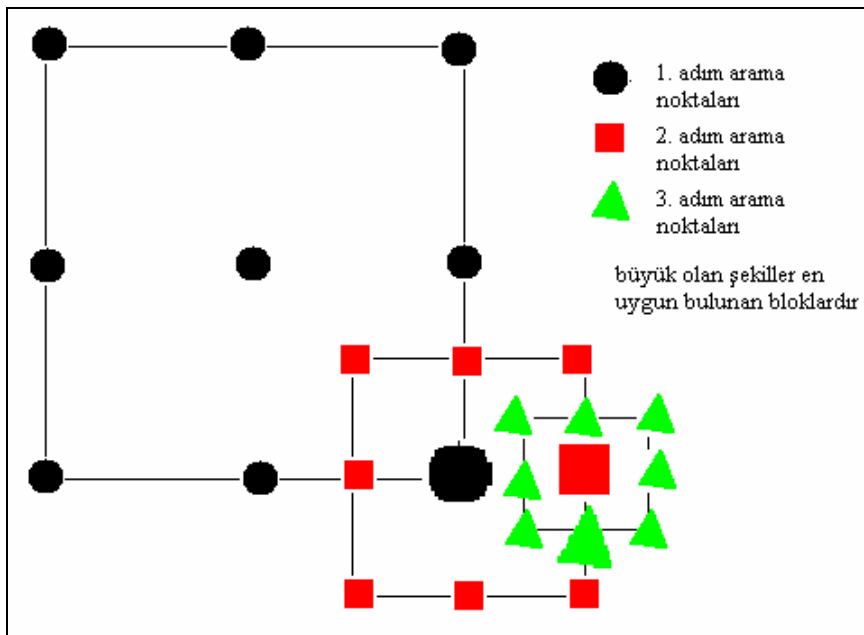 1. adım arama
noktaları
2. adım arama
noktaları
3. adım arama
noktaları
büyük olan şekiller en
uygun bulunan bloklardır